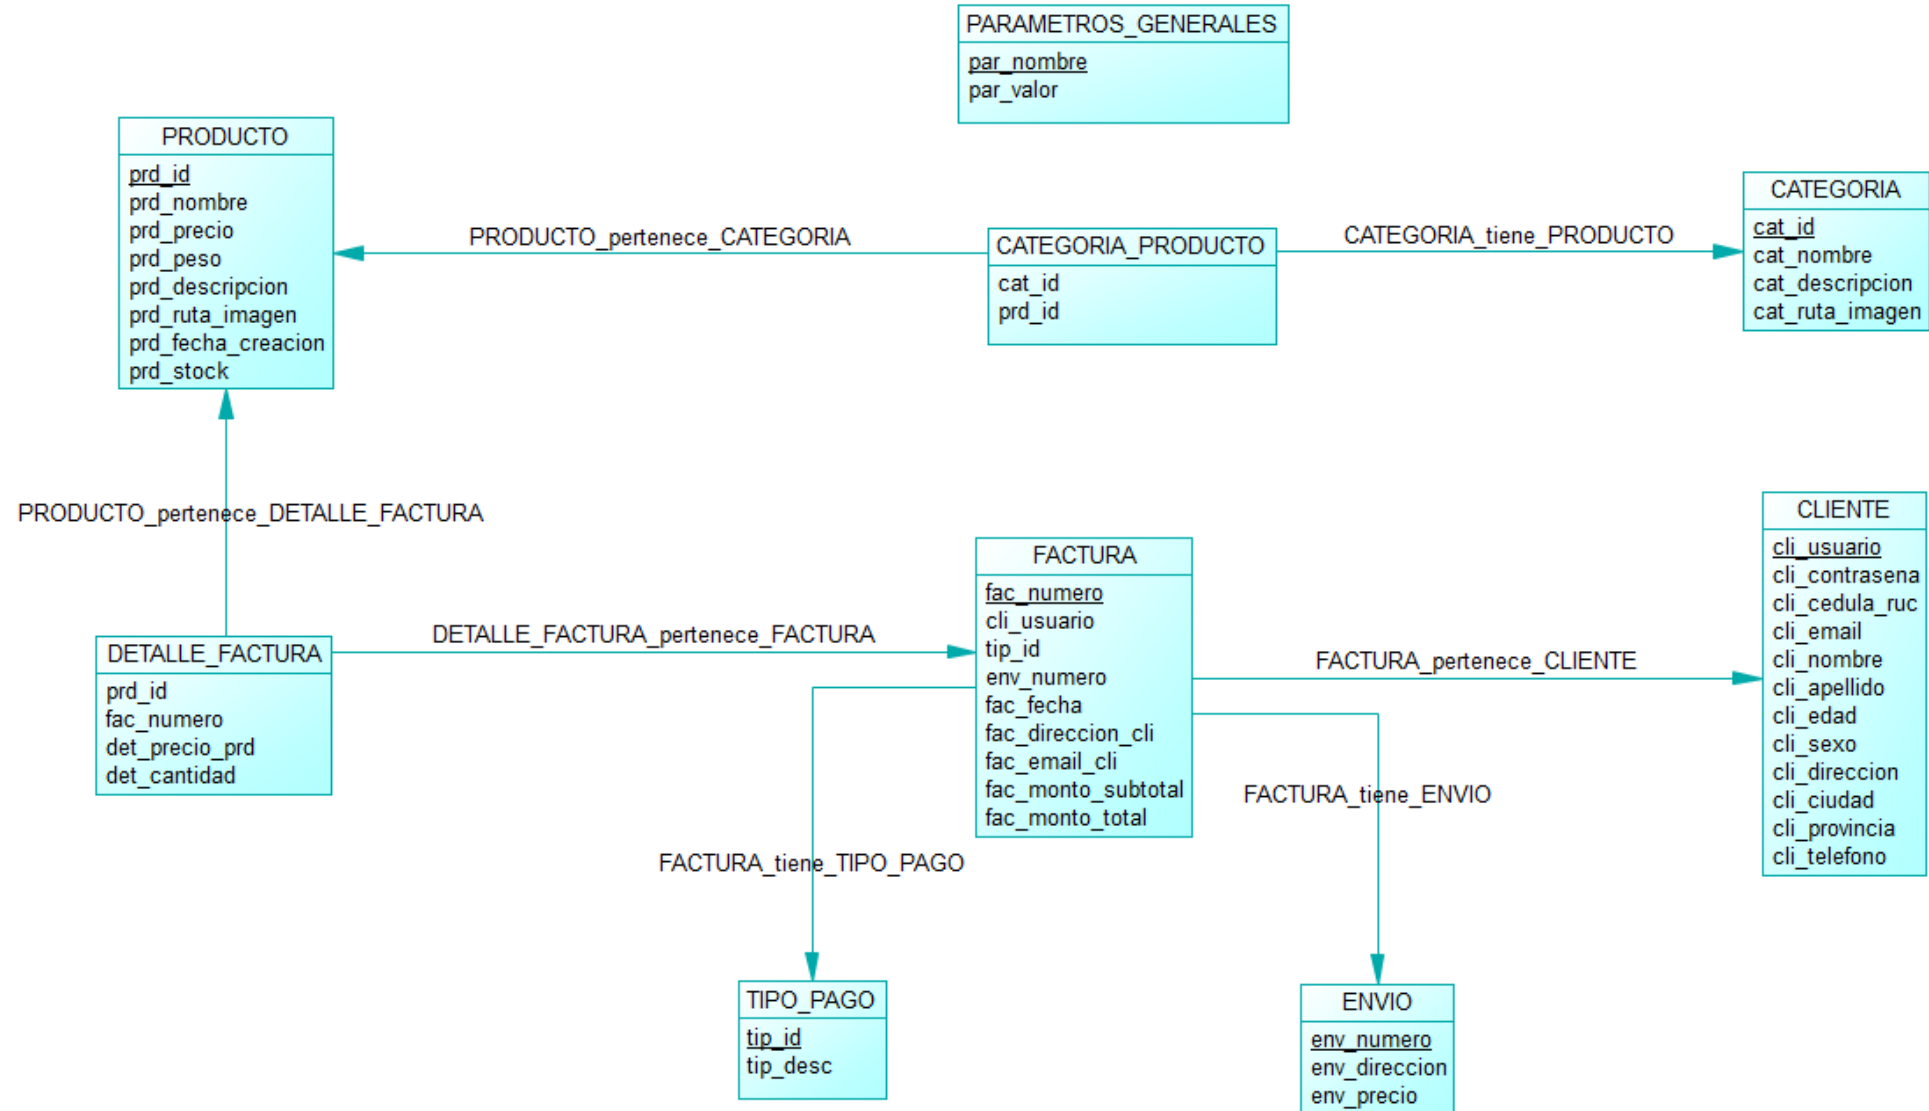 PARAMETROS_GENERALES
par_nombre
par_valor
PRODUCTO
prd_id
prd_nombre
prd_precio
prd_peso
prd_descripcion
prd_ruta_imagen
prd_fecha_creacion
prd_stock
PRODUCTO_pertenece_CATEGORIA
CATEGORIA_PRODUCTO
cat_id
prd_id
CATEGORIA_tiene_PRODUCTO
CATEGORIA
cat_id
cat_nombre
cat_descripcion
cat_ruta_imagen
PRODUCTO_pertenece_DETALLE_FACTURA
DETALLE_FACTURA
prd_id
fac_numero
det_precio_prd
det_cantidad
DETALLE_FACTURA_pertenece_FACTURA
FACTURA
fac_numero
cli_usuario
tip_id
env_numero
fac_fecha
fac_direccion_cli
fac_email_cli
fac_monto_subtotal
fac_monto_total
FACTURA_pertenece_CLIENTE
CLIENTE
cli_usuario
cli_contrasena
cli_cedula_ruc
cli_email
cli_nombre
cli_apellido
cli_edad
cli_sexo
cli_direccion
cli_ciudad
cli_provincia
cli_telefono
FACTURA_tiene_ENVIO
FACTURA_tiene_TIPO_PAGO
TIPO_PAGO
tip_id
tip_desc
ENVIO
env_numero
env_direccion
env_precio